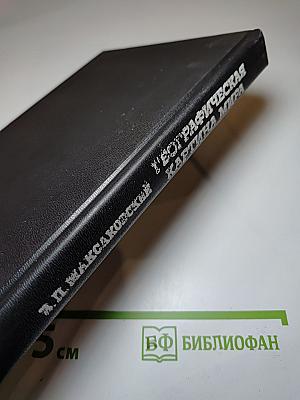 В. П. МАКСАКОВСКИЙ
ГЕОГРАФИЧЕСКАЯ
КАРТИНА МИРА
5 СМ
БФ БИБЛИОФАН